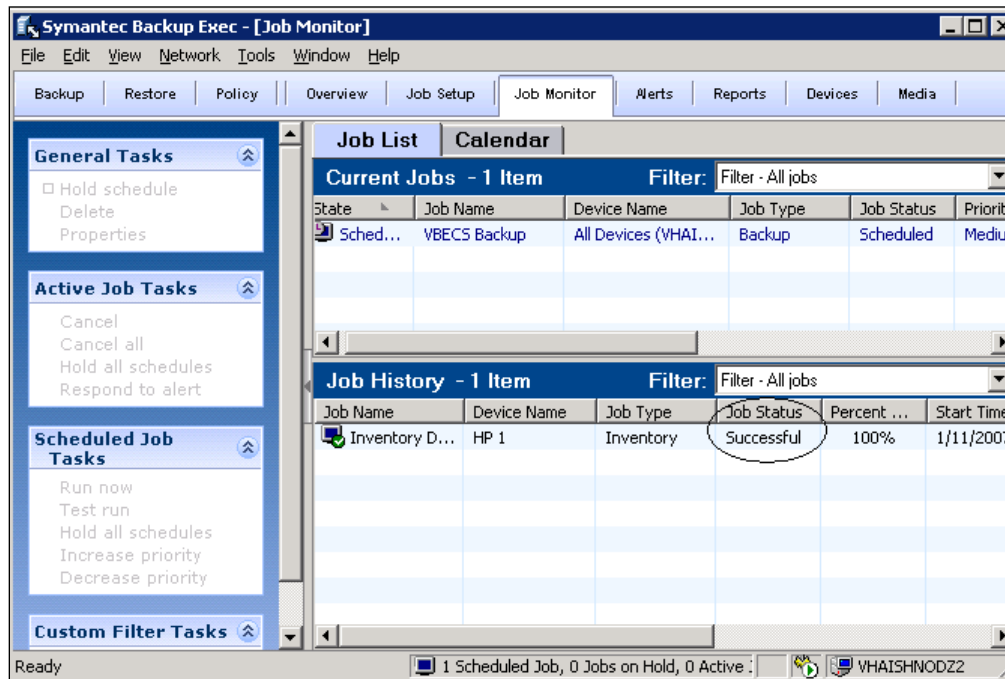 Symantec Backup Exec - [Job Monitor]
File Edit View Network Tools Window Help
Backup Restore Policy Overview Job Setup Job Monitor Alerts Reports Devices Media
General Tasks
Hold schedule
Delete
Properties
Active Job Tasks
Cancel
Cancel all
Hold all schedules
Respond to alert
Scheduled Job
Tasks
Run now
Test run
Hold all schedules
Increase priority
Decrease priority
Custom Filter Tasks
Job List Calendar
Current Jobs - 1 Item Filter: Filter - All jobs
State Job Name Device Name Job Type Job Status Priorit
Sched... VBECS Backup All Devices (VHAI... Backup Scheduled Mediu
Job History - 1 Item Filter: Filter - All jobs
Job Name Device Name Job Type Job Status Percent ... Start Time
Inventory D... HP 1 Inventory Successful 100% 1/11/2007
Ready 1 Scheduled Job, 0 Jobs on Hold, 0 Active VHAISHNODZ2